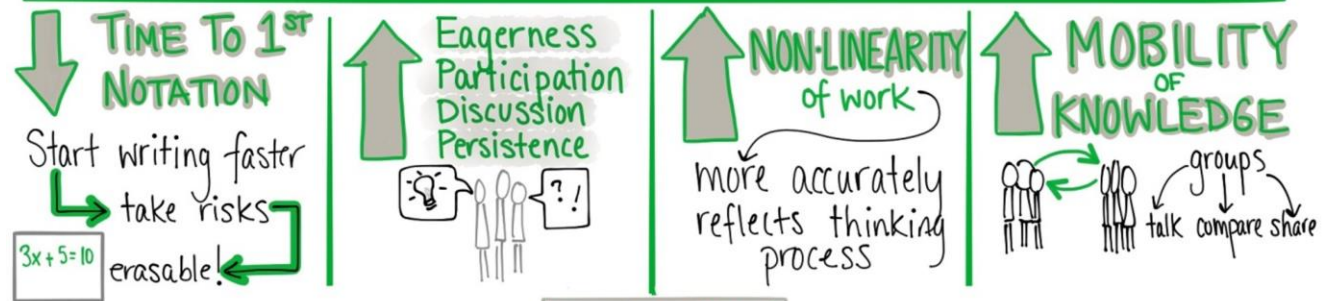 TIME TO 1ST
NOTATION
Start writing faster
take risks
3x + 5 = 10
erasable!
Eagerness
Participation
Discussion
Persistence
?!
NON-LINEARITY
of work
more accurately
reflects thinking
process
MOBILITY
OF
KNOWLEDGE
groups
talk compare share